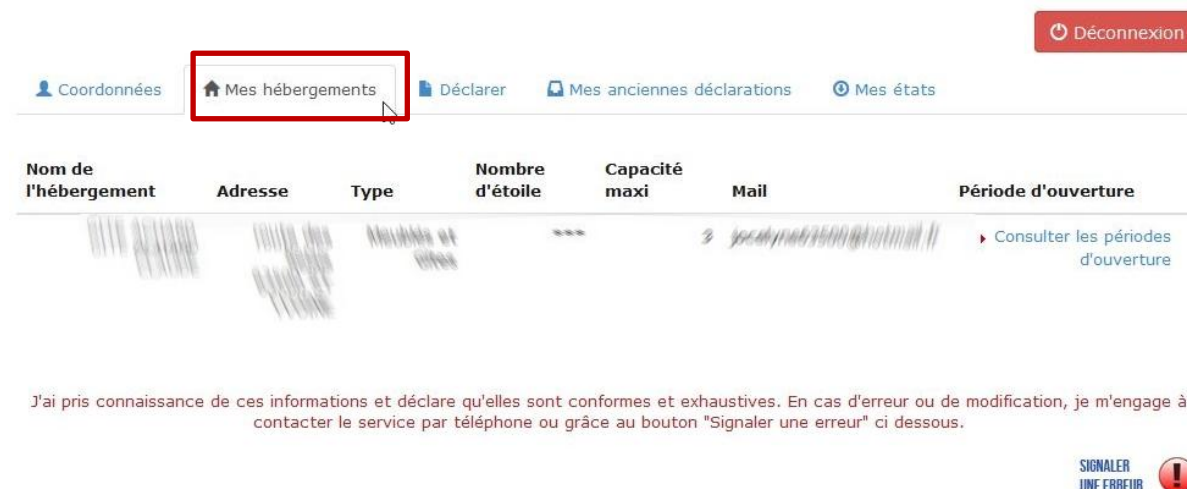 Déconnexion
Coordonnées Mes hébergements Déclarer Mes anciennes déclarations Mes états
Nom de l'hébergement Adresse Type Nombre d'étoile Capacité maxi Mail Période d'ouverture
Consulter les périodes
d'ouverture
J'ai pris connaissance de ces informations et déclare qu'elles sont conformes et exhaustives. En cas d'erreur ou de modification, je m'engage à
contacter le service par téléphone ou grâce au bouton "Signaler une erreur" ci dessous.
SIGNALER
UNE ERREUR